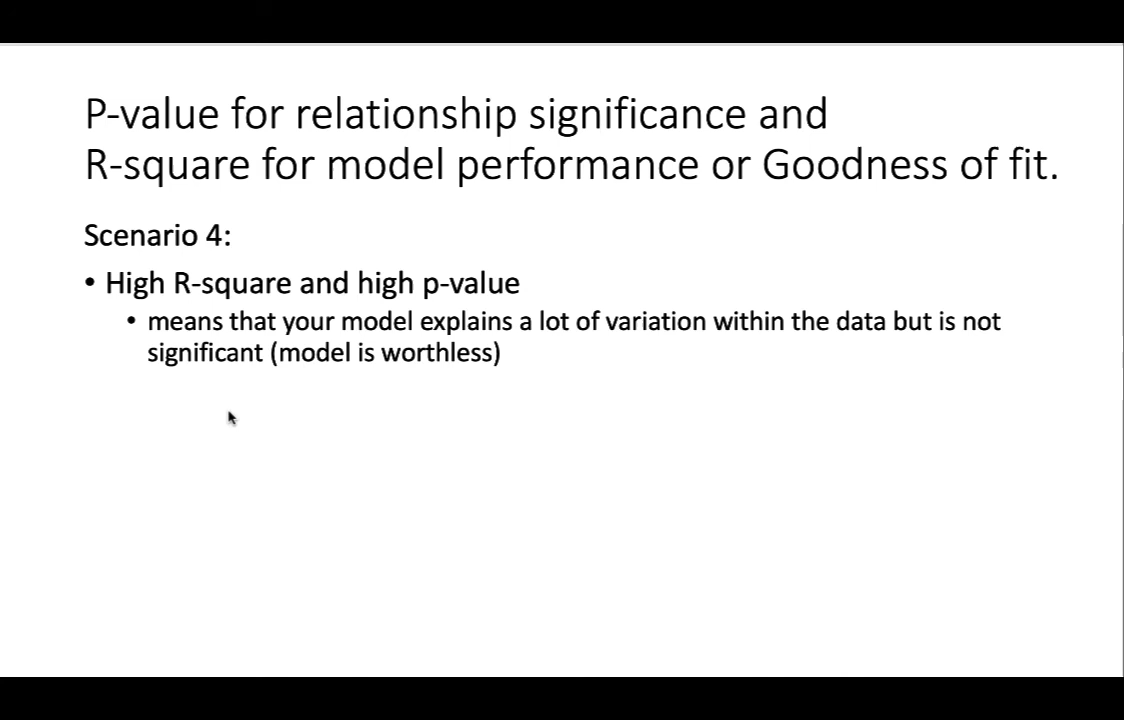 P-value for relationship significance and
R-square for model performance or Goodness of fit.
Scenario 4:
• High R-square and high p-value
• means that your model explains a lot of variation within the data but is not
significant (model is worthless)